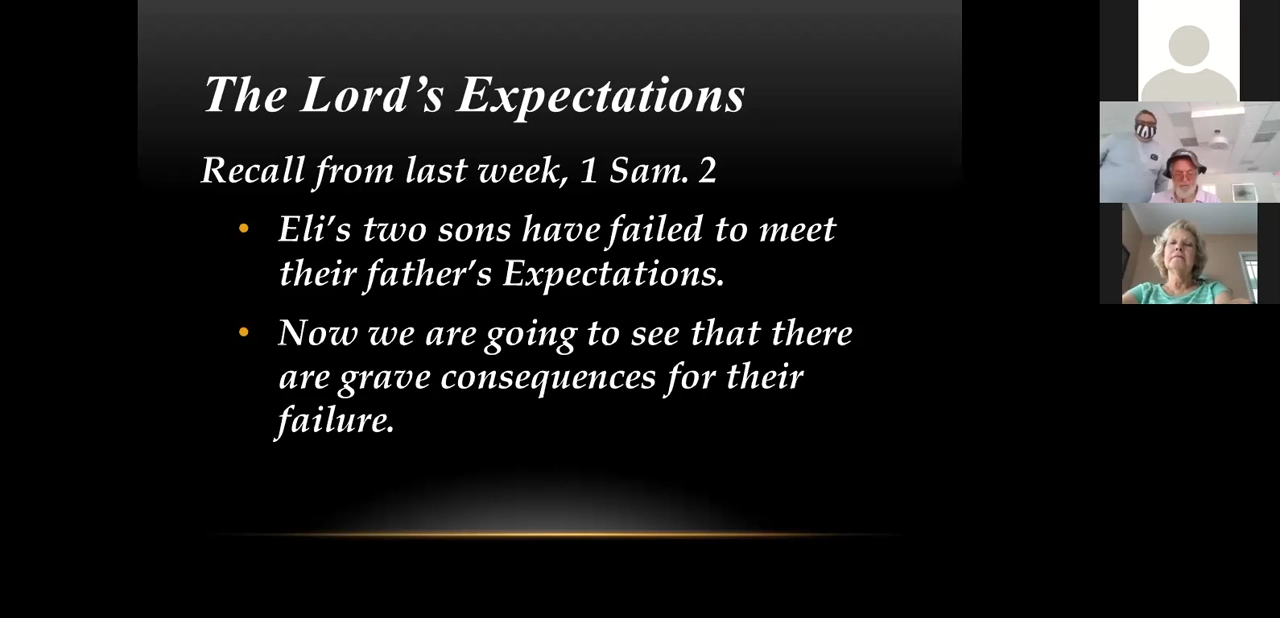 The Lord’s Expectations
Recall from last week, 1 Sam. 2
• Eli’s two sons have failed to meet
their father’s Expectations.
• Now we are going to see that there
are grave consequences for their
failure.